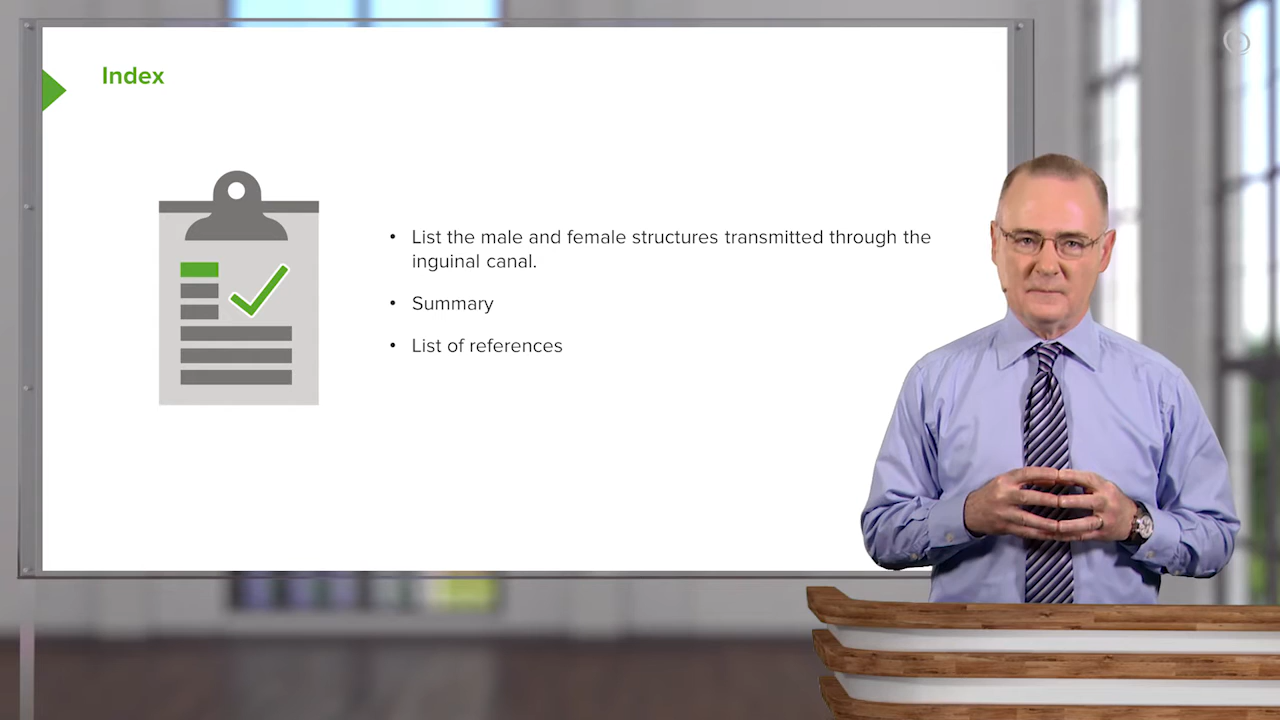 Index
• List the male and female structures transmitted through the
inguinal canal.
• Summary
• List of references